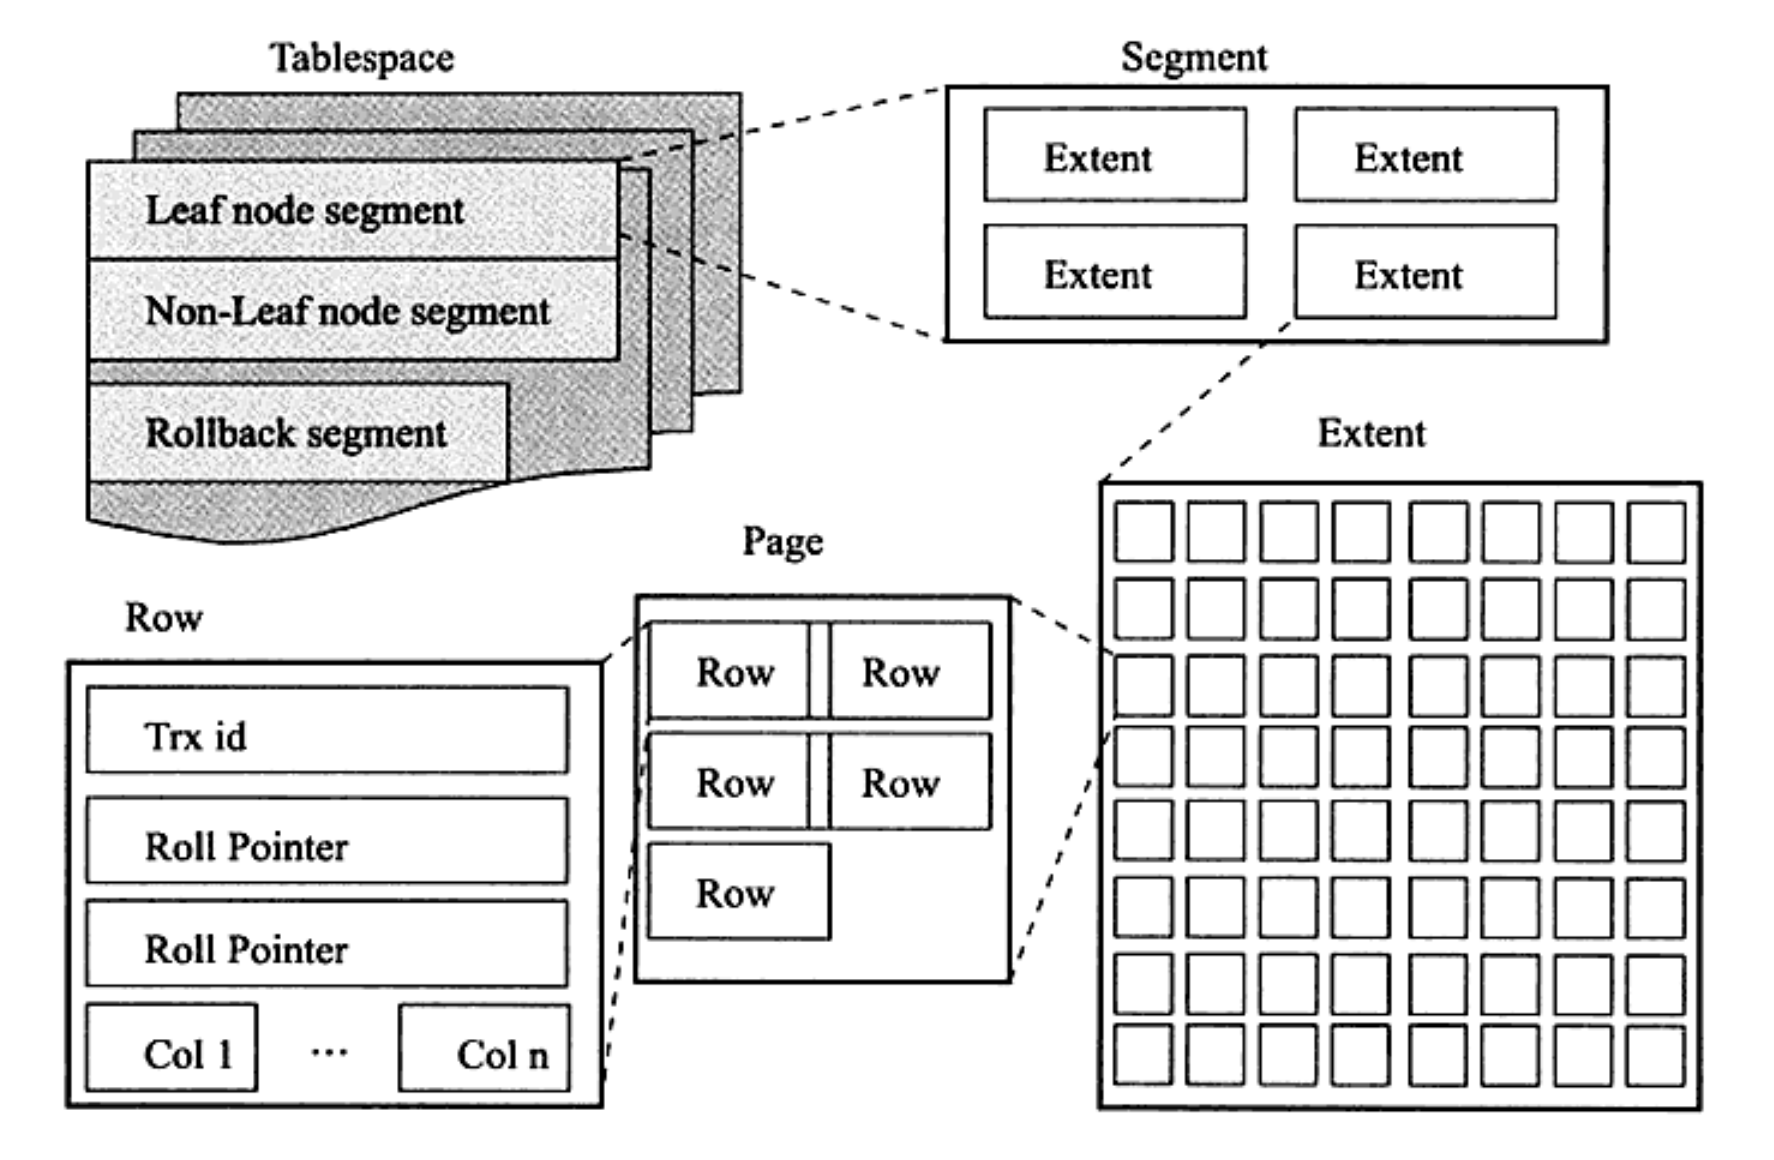 Tablespace
Leaf node segment
Non-Leaf node segment
Rollback segment
Segment
Extent Extent
Extent Extent
Extent
Page
Row Row
Row Row
Row
Row
Trx id
Roll Pointer
Roll Pointer
Col 1 ... Col n